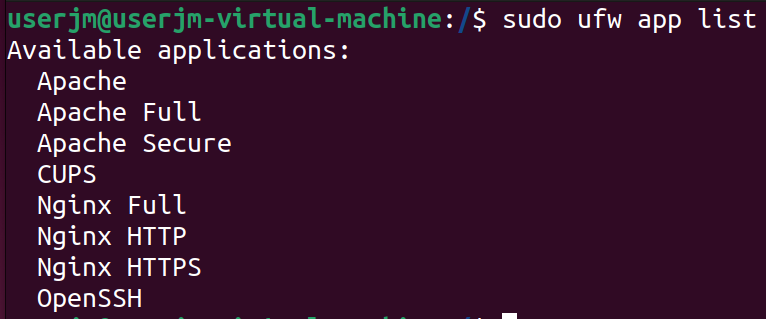 userjm@userjm-virtual-machine:/$ sudo ufw app list
Available applications:
  Apache
  Apache Full
  Apache Secure
  CUPS
  Nginx Full
  Nginx HTTP
  Nginx HTTPS
  OpenSSH